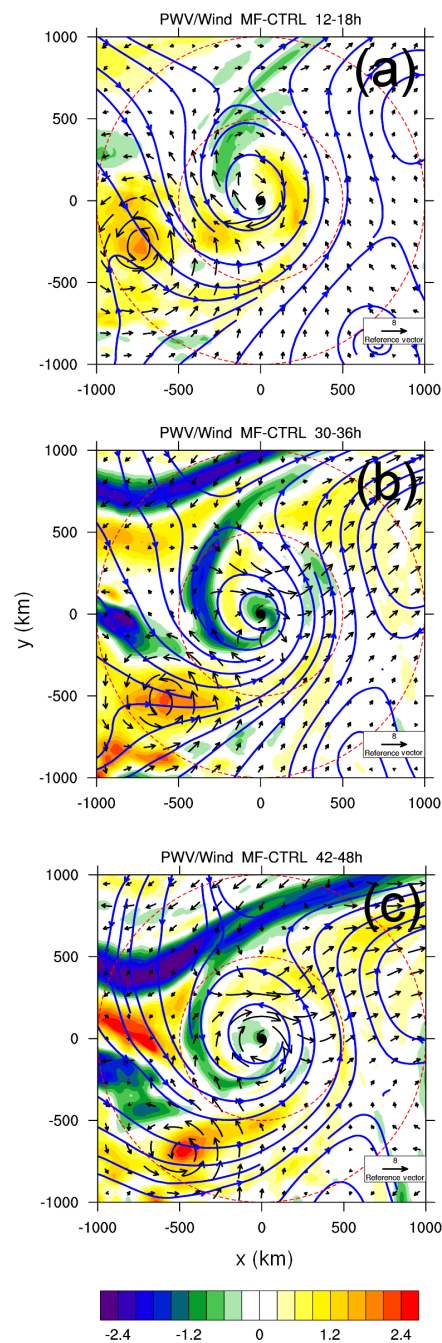 PWV/Wind MF-CTRL 12-18h
(a)
1000
500
0
-500
-1000
8
Reference vector
-1000 -500 0 500 1000
PWV/Wind MF-CTRL 30-36h
(b)
1000
500
0
-500
-1000
y (km)
8
Reference vector
-1000 -500 0 500 1000
PWV/Wind MF-CTRL 42-48h
(c)
1000
500
0
-500
-1000
8
Reference vector
-1000 -500 0 500 1000
x (km)
-2.4 -1.2 0 1.2 2.4